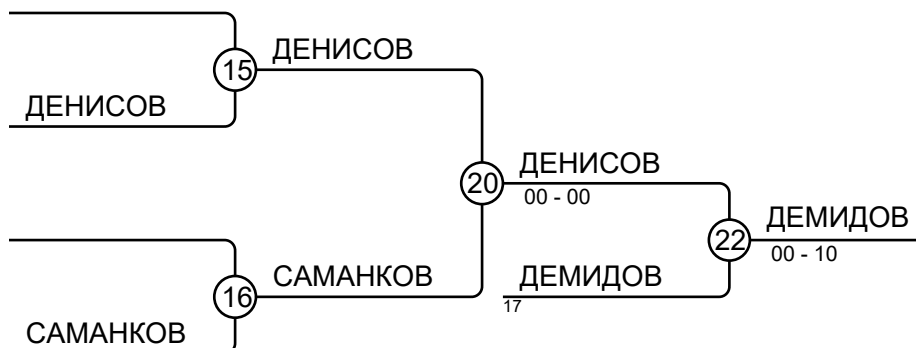 ДЕНИСОВ
15
ДЕНИСОВ
ДЕНИСОВ
20
00 - 00
ДЕМИДОВ
22
00 - 10
САМАНКОВ
16
ДЕМИДОВ
17
САМАНКОВ